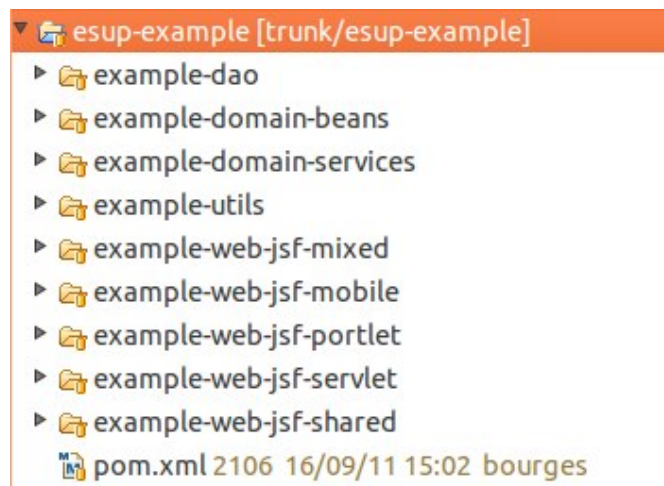 esup-example [trunk/esup-example]
example-dao
example-domain-beans
example-domain-services
example-utils
example-web-jsf-mixed
example-web-jsf-mobile
example-web-jsf-portlet
example-web-jsf-servlet
example-web-jsf-shared
pom.xml 2106 16/09/11 15:02 bourges